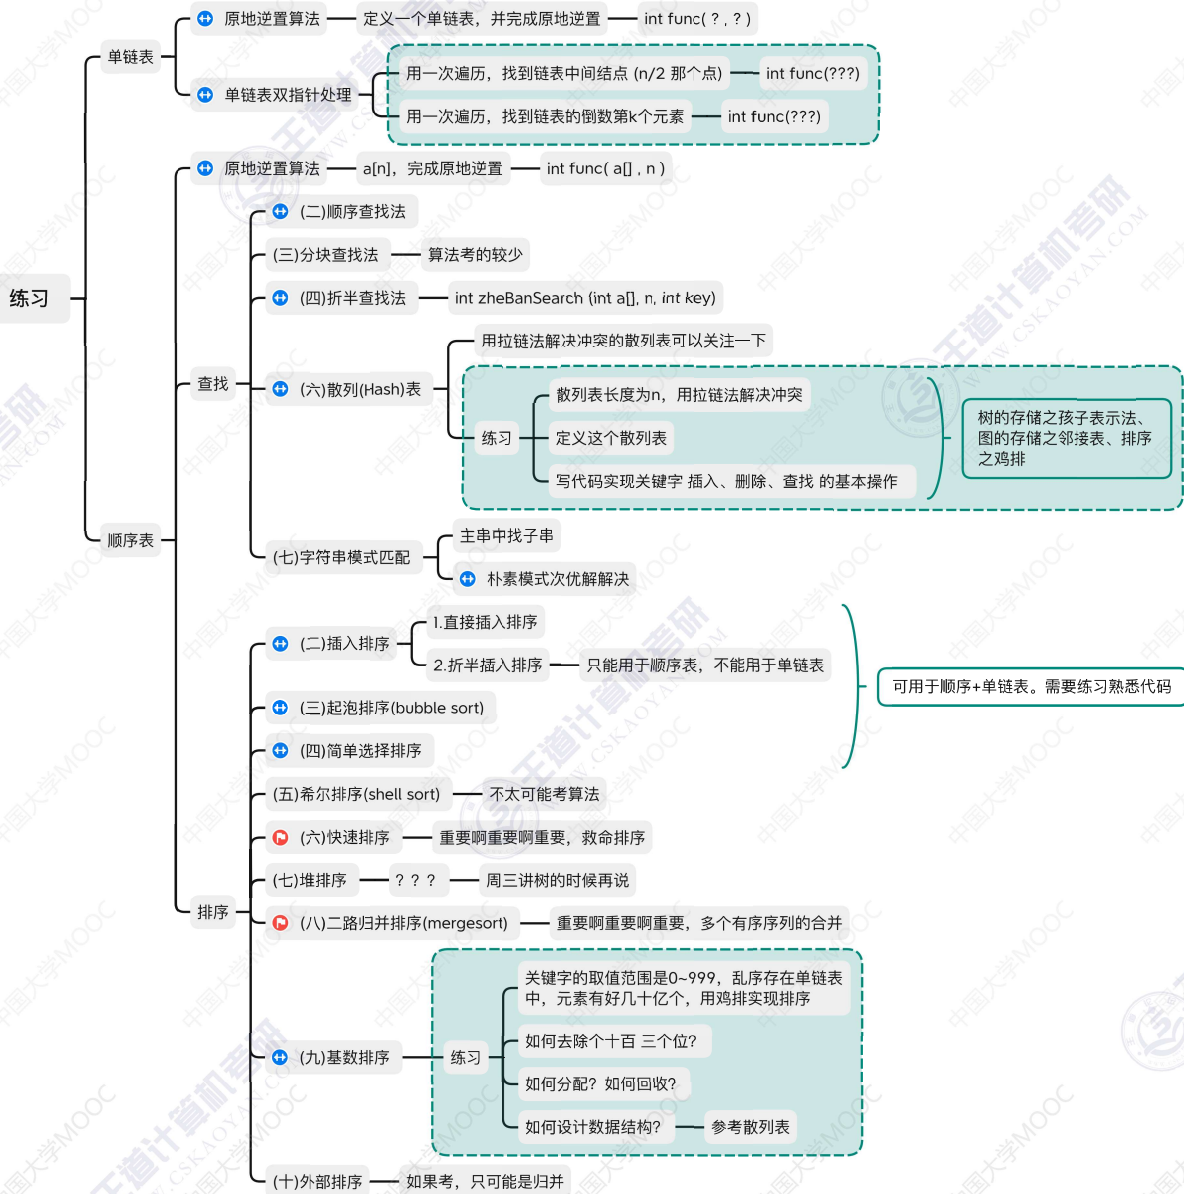 练习
单链表
原地逆置算法
定义一个单链表，并完成原地逆置
int func( ? , ? )
单链表双指针处理
用一次遍历，找到链表中间结点 (n/2 那个点)
int func(???)
用一次遍历，找到链表的倒数第k个元素
int func(???)
顺序表
原地逆置算法
a[n]，完成原地逆置
int func( a[] , n )
查找
(二)顺序查找法
(三)分块查找法
算法考的较少
(四)折半查找法
int zheBanSearch (int a[], n, int key)
(六)散列(Hash)表
用拉链法解决冲突的散列表可以关注一下
练习
散列表长度为n，用拉链法解决冲突
定义这个散列表
写代码实现关键字 插入、删除、查找 的基本操作
树的存储之孩子表示法、
图的存储之邻接表、排序
之鸡排
(七)字符串模式匹配
主串中找子串
朴素模式次优解解决
排序
(二)插入排序
1.直接插入排序
2.折半插入排序
只能用于顺序表，不能用于单链表
(三)起泡排序(bubble sort)
(四)简单选择排序
可用于顺序+单链表。需要练习熟悉代码
(五)希尔排序(shell sort)
不太可能考算法
(六)快速排序
重要啊重要啊重要，救命排序
(七)堆排序
？？？
周三讲树的时候再说
(八)二路归并排序(mergesort)
重要啊重要啊重要，多个有序序列的合并
(九)基数排序
练习
关键字的取值范围是0~999，乱序存在单链表
中，元素有好几十亿个，用鸡排实现排序
如何去除个十百 三个位？
如何分配？如何回收？
如何设计数据结构？
参考散列表
(十)外部排序
如果考，只可能是归并
王道计算机考研
WWW.CSKAOYAN.COM
中国大学MOOC